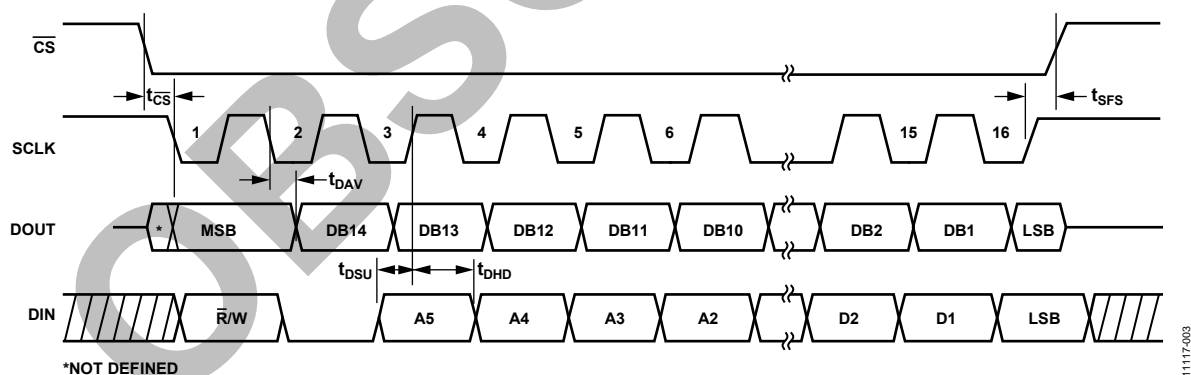 CS
tCS
tSFS
SCLK
1 2 3 4 5 6 15 16
tDAV
DOUT
* MSB DB14 DB13 DB12 DB11 DB10 DB2 DB1 LSB
tDSU tDHD
DIN
R/W A5 A4 A3 A2 D2 D1 LSB
*NOT DEFINED
11117-003
OBS